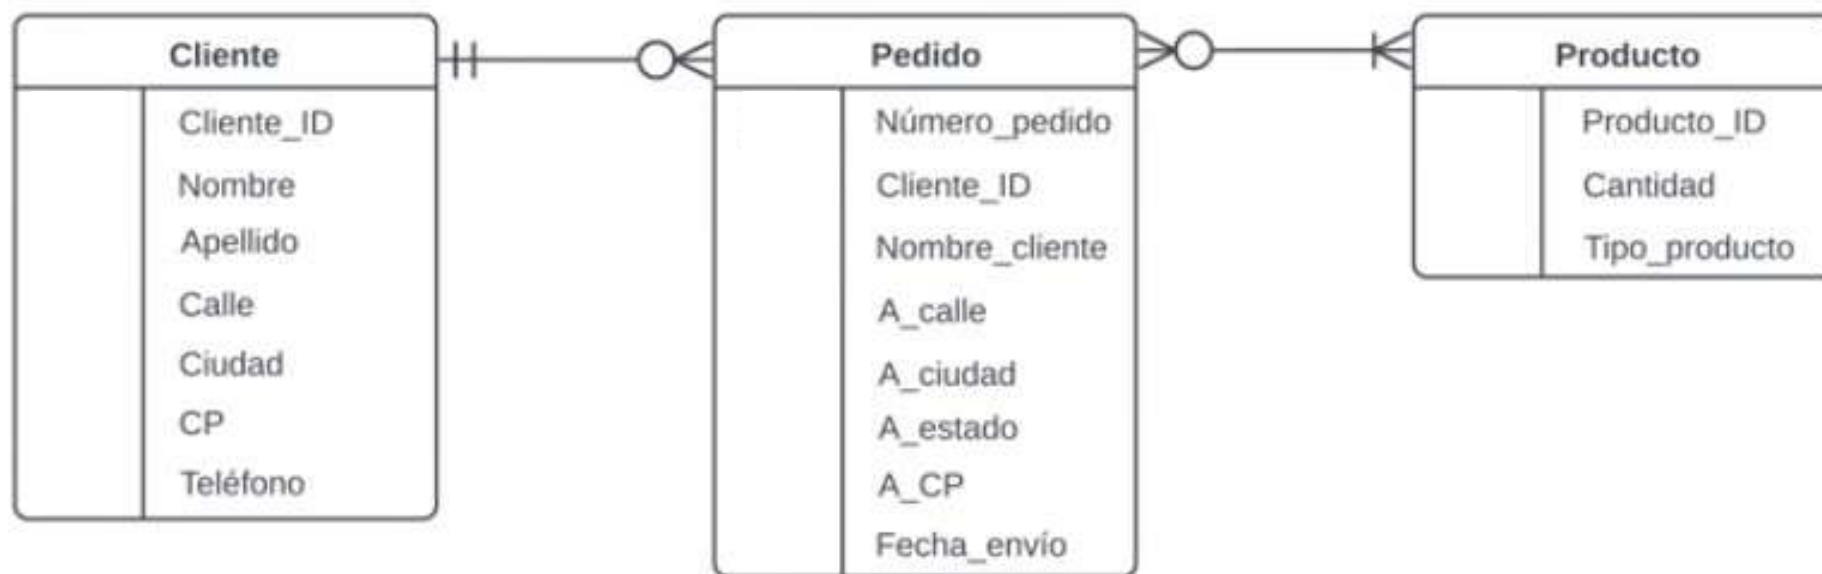 Cliente
Cliente_ID
Nombre
Apellido
Calle
Ciudad
CP
Teléfono
Pedido
Número_pedido
Cliente_ID
Nombre_cliente
A_calle
A_ciudad
A_estado
A_CP
Fecha_envío
Producto
Producto_ID
Cantidad
Tipo_producto